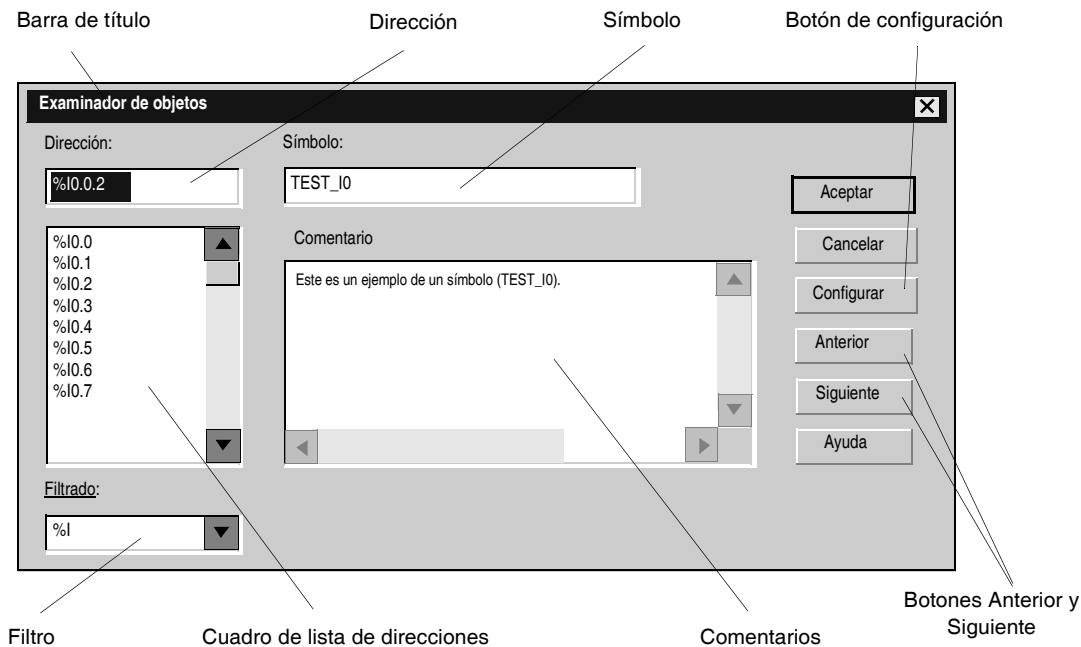 Barra de título
Dirección
Símbolo
Botón de configuración
Examinador de objetos
Dirección:
Símbolo:
%I0.0.2
TEST_I0
Aceptar
%I0.0
%I0.1
%I0.2
%I0.3
%I0.4
%I0.5
%I0.6
%I0.7
Comentario
Este es un ejemplo de un símbolo (TEST_I0).
Cancelar
Configurar
Anterior
Siguiente
Ayuda
Filtrado:
%I
Filtro
Cuadro de lista de direcciones
Comentarios
Botones Anterior y
Siguiente